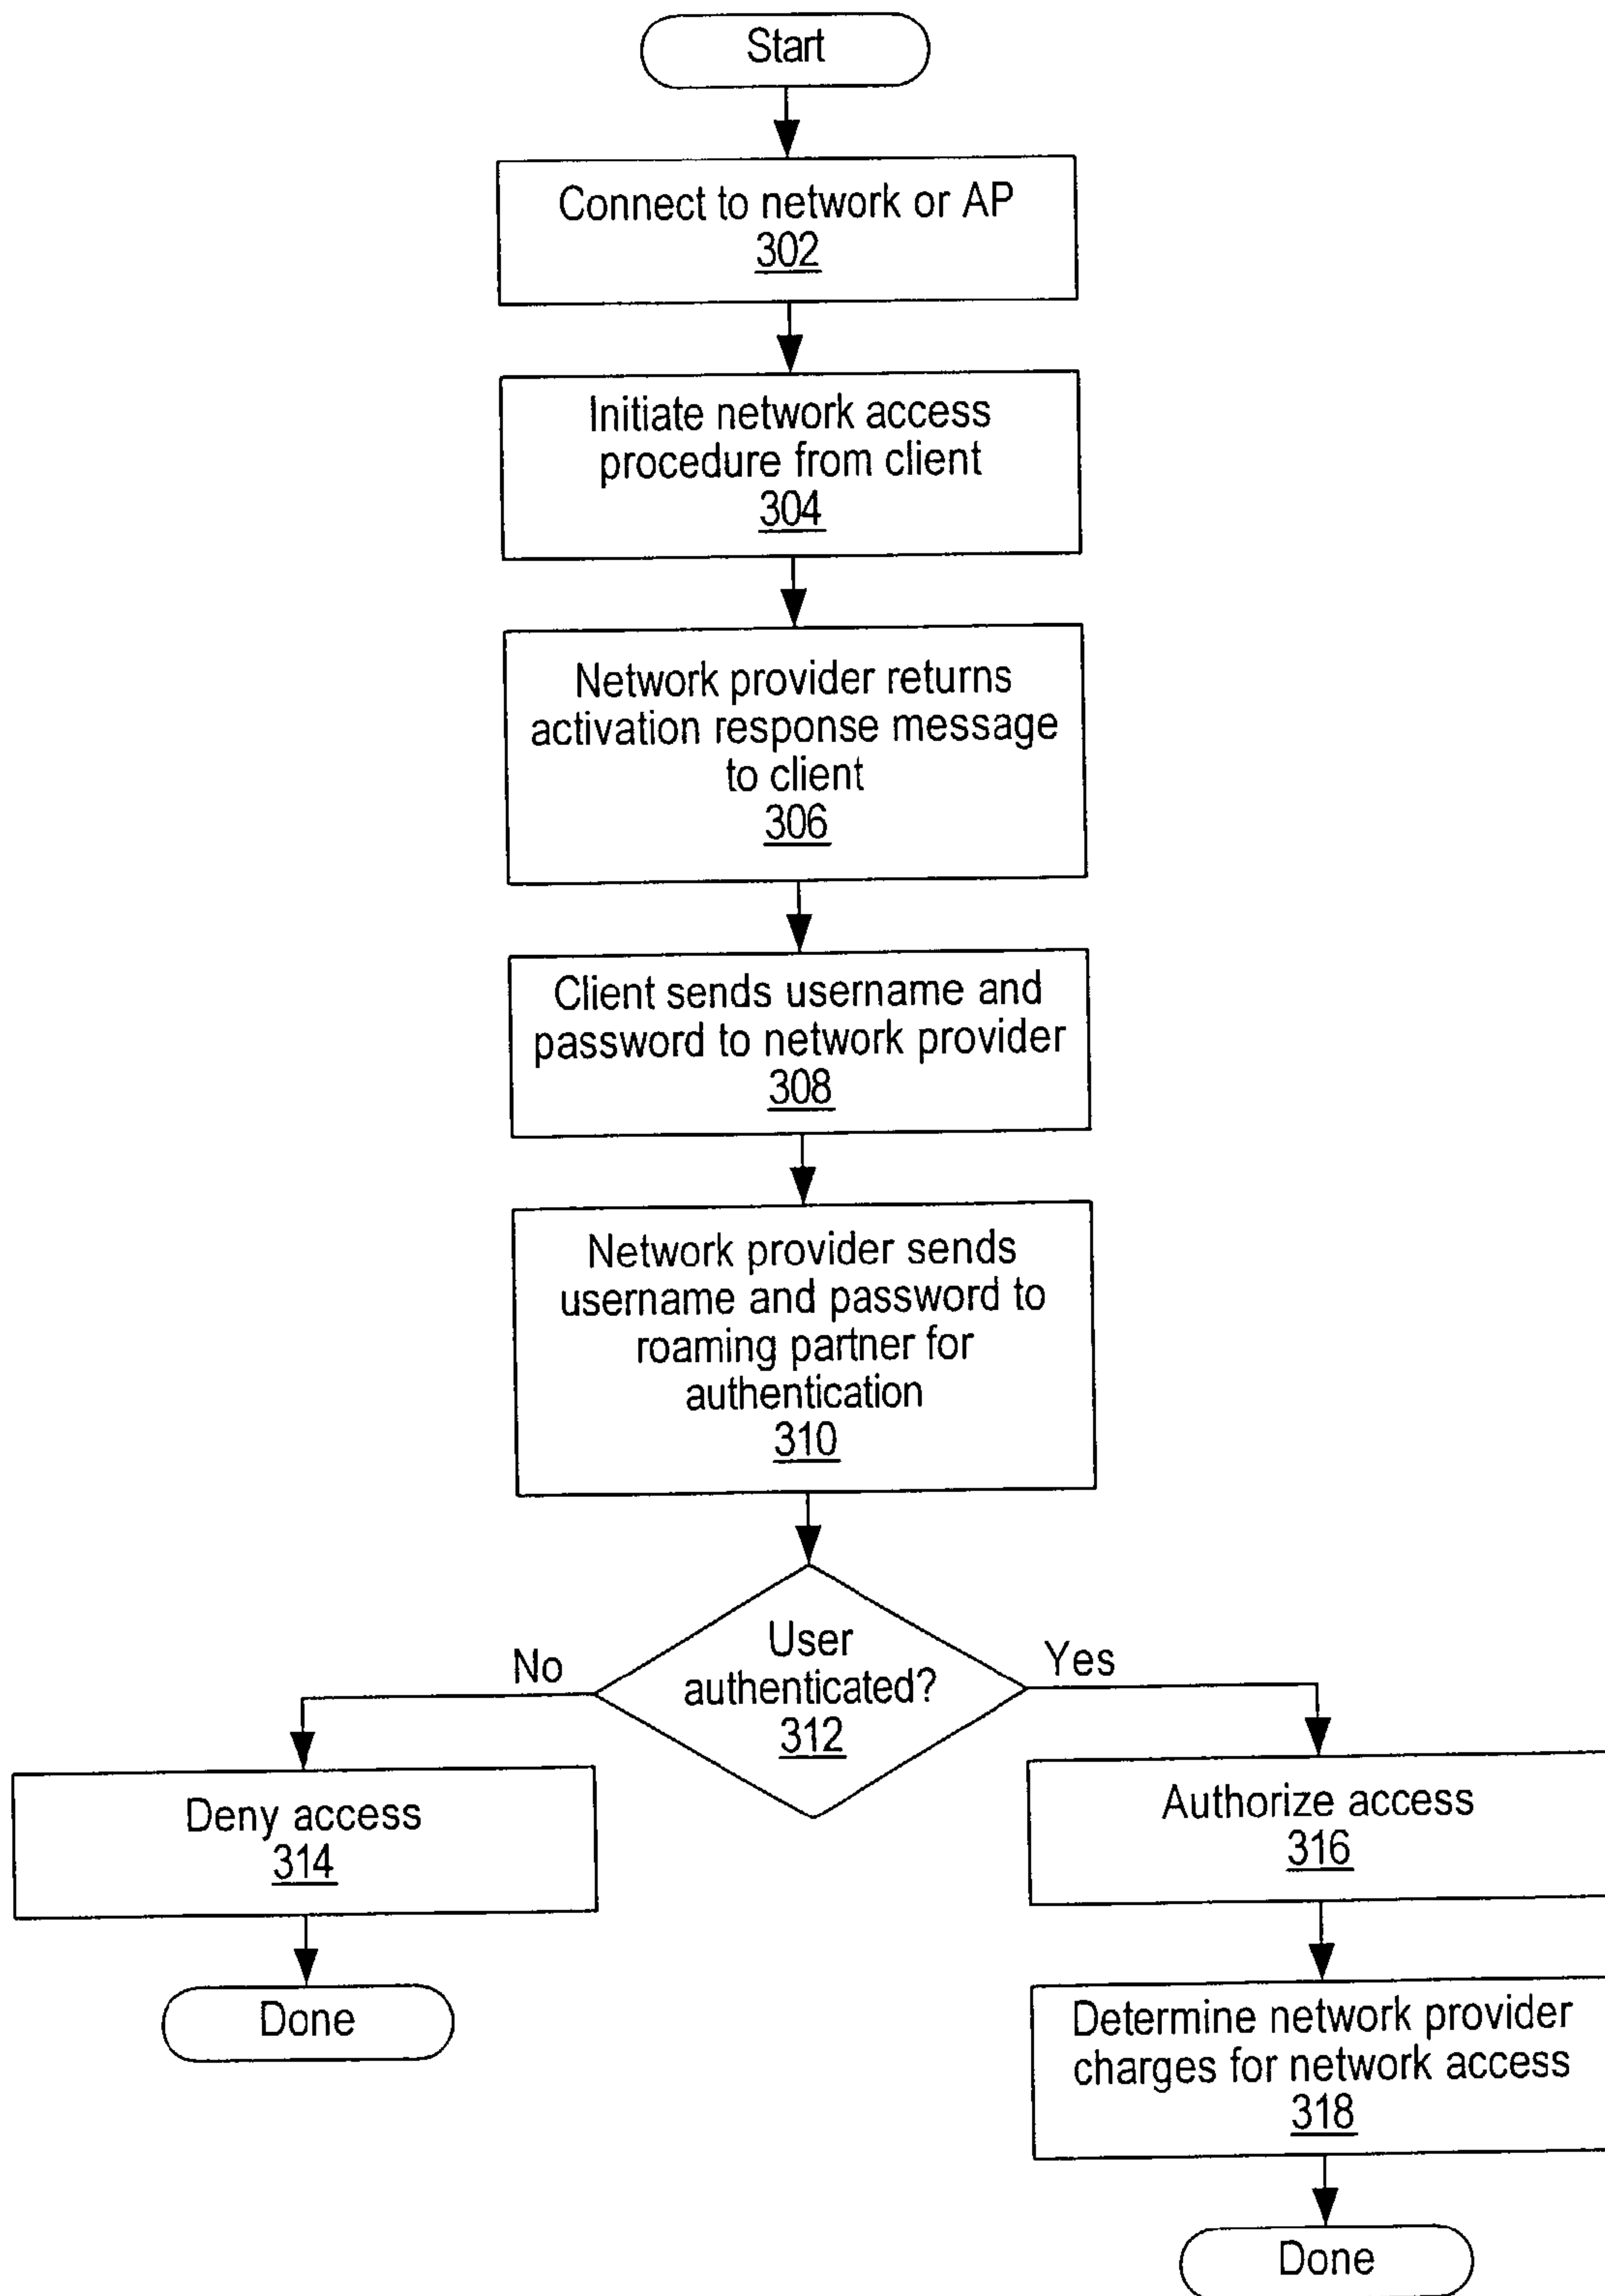 Start
Connect to network or AP
302
Initiate network access
procedure from client
304
Network provider returns
activation response message
to client
306
Client sends username and
password to network provider
308
Network provider sends
username and password to
roaming partner for
authentication
310
User
authenticated?
312
No
Yes
Deny access
314
Done
Authorize access
316
Determine network provider
charges for network access
318
Done